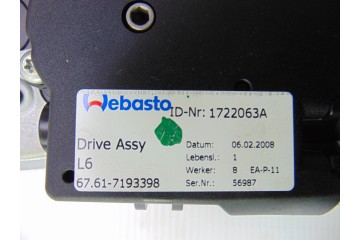 Webasto
ID-Nr: 1722063A
Drive Assy
L6
67.61-7193398
Datum: 06.02.2008
Lebensl.: 1
Werker: 8 EA-P-11
Ser.Nr.: 56987